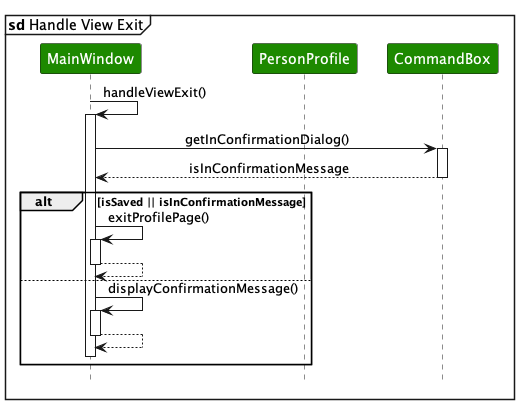 sd Handle View Exit
MainWindow PersonProfile CommandBox
handleViewExit()
getInConfirmationDialog()
isInConfirmationMessage
alt [isSaved || isInConfirmationMessage]
exitProfilePage()
displayConfirmationMessage()